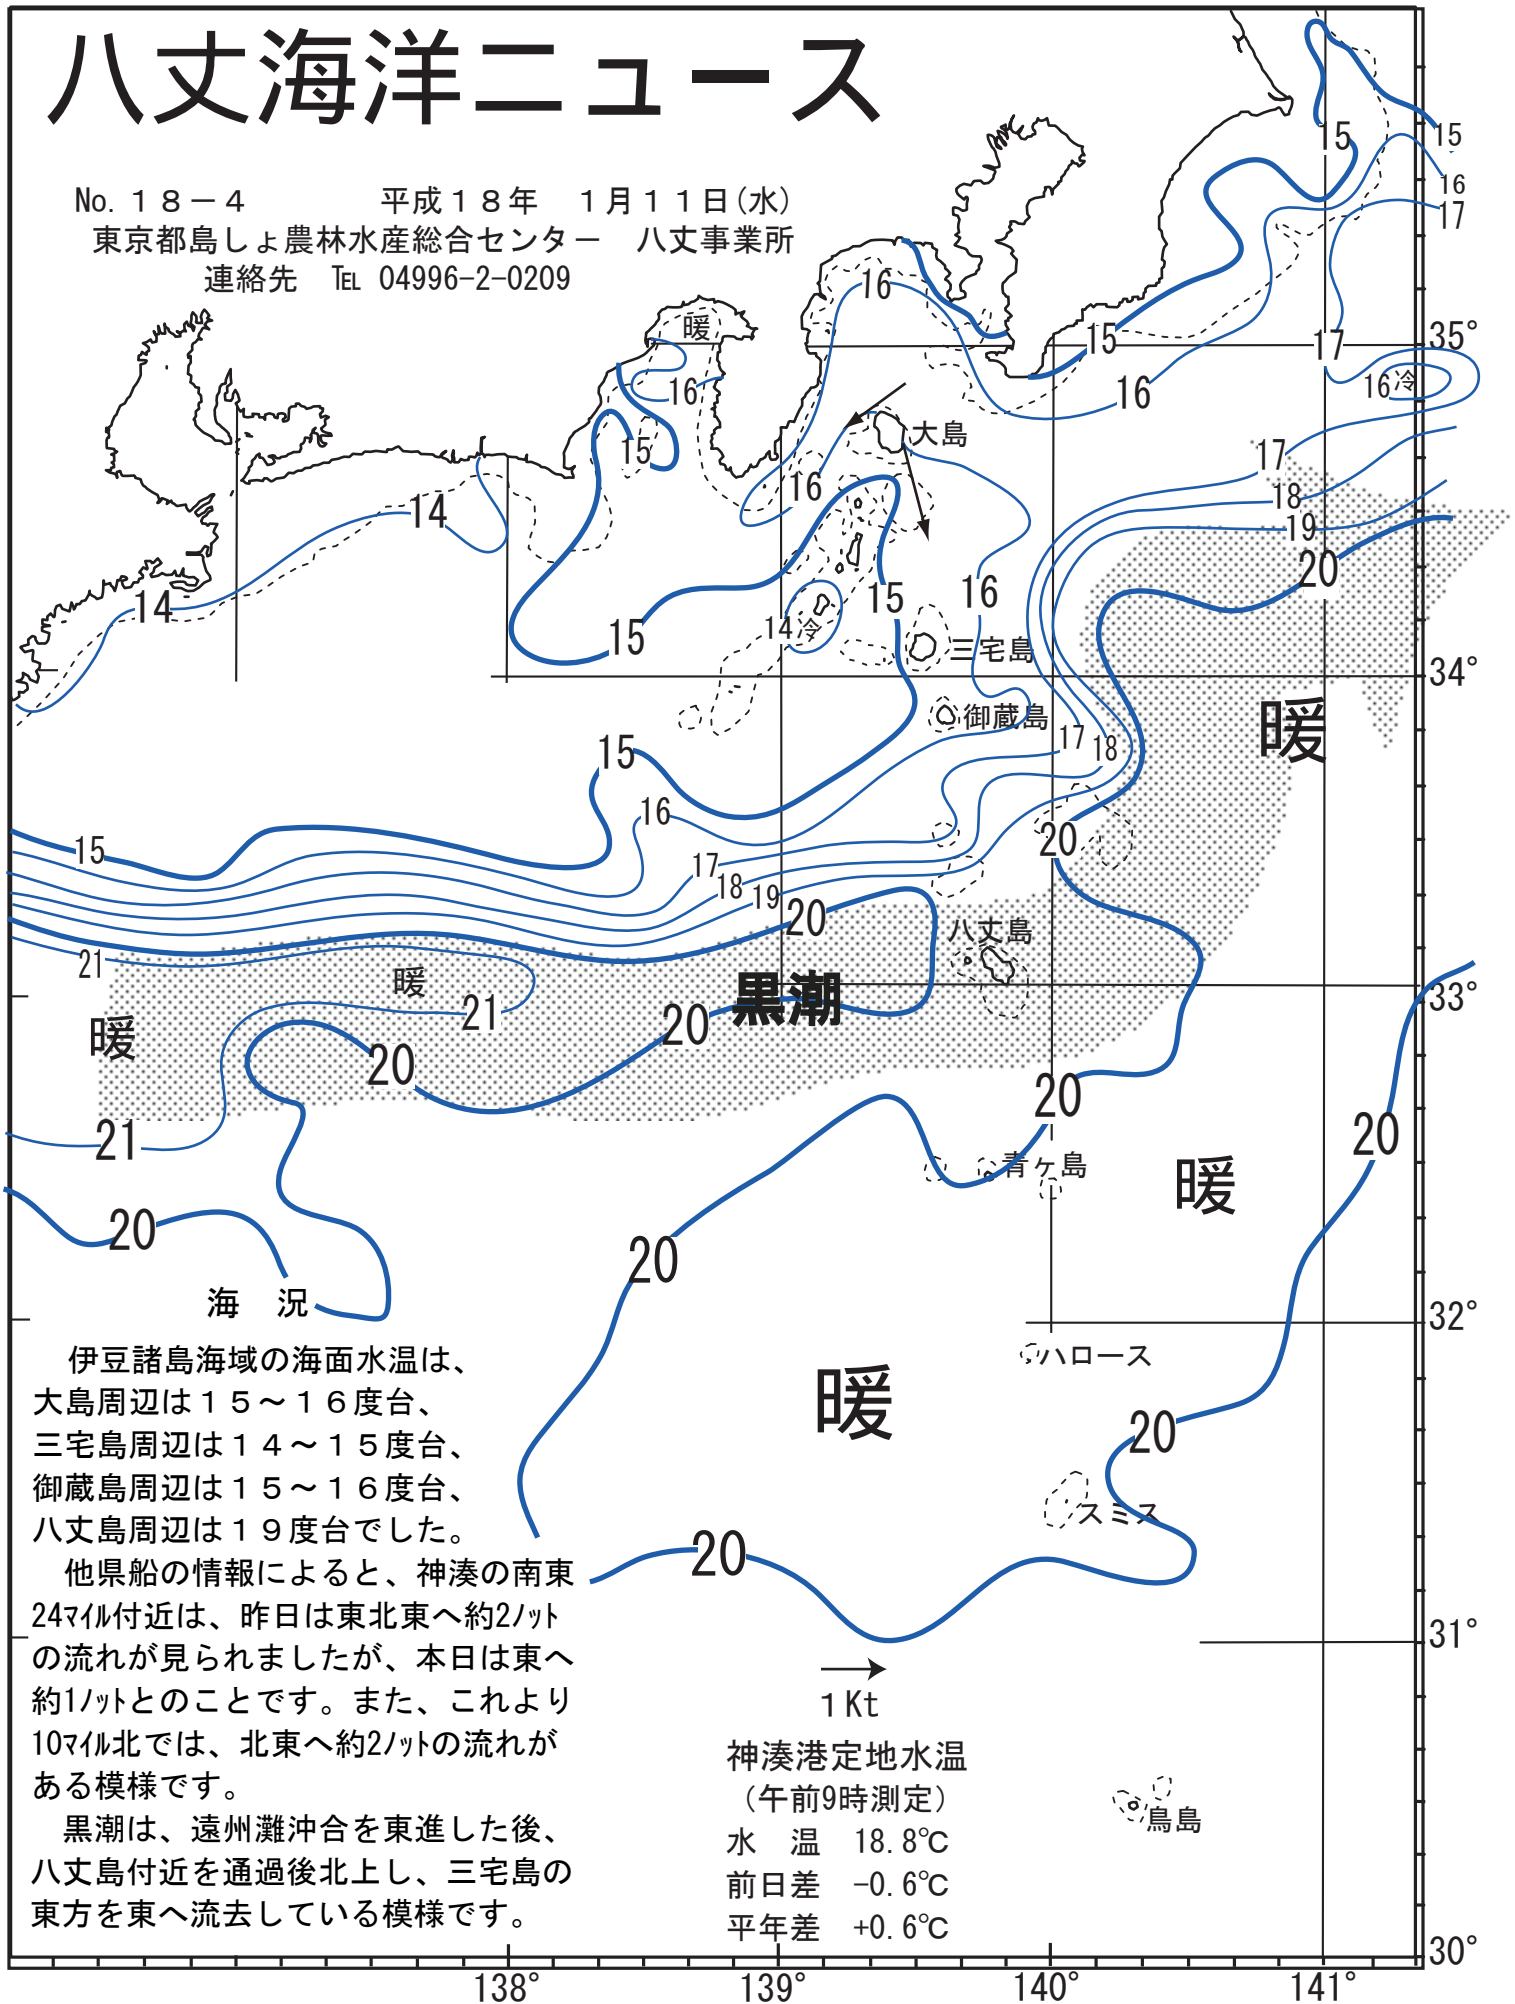 八丈海洋ニュース
No. １８－４　平成１８年　１月１１日(水)
東京都島しょ農林水産総合センター　八丈事業所
連絡先　℡ 04996-2-0209
15
15
16
17
16
暖
15
17
35°
16
16
16冷
15
大島
17
16
18
14
19
20
15
16
14
15
14冷
三宅島
34°
御蔵島
暖
17
18
15
16
20
15
17
18
19
20
八丈島
21
暖
21
黒潮
33°
暖
20
20
20
21
20
青ヶ島
暖
20
20
海　況
32°
ハロース
伊豆諸島海域の海面水温は、
大島周辺は１５～１６度台、
三宅島周辺は１４～１５度台、
御蔵島周辺は１５～１６度台、
八丈島周辺は１９度台でした。
他県船の情報によると、神湊の南東
24ﾏｲﾙ付近は、昨日は東北東へ約2ﾉｯﾄ
の流れが見られましたが、本日は東へ
約1ﾉｯﾄとのことです。また、これより
10ﾏｲﾙ北では、北東へ約2ﾉｯﾄの流れが
ある模様です。
黒潮は、遠州灘沖合を東進した後、
八丈島付近を通過後北上し、三宅島の
東方を東へ流去している模様です。
暖
20
スミス
20
31°
1 Kt
神湊港定地水温
（午前9時測定）
水　温　18.8℃
前日差　-0.6℃
平年差　+0.6℃
鳥島
30°
138°
139°
140°
141°